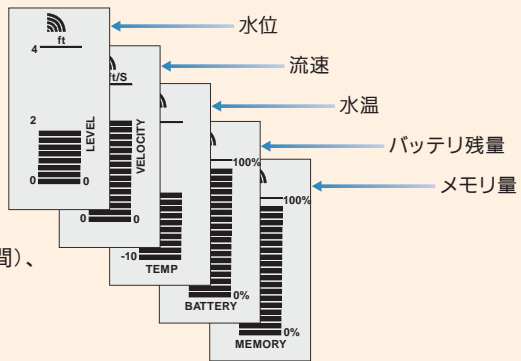 水位
ft
4
2
0 0
LEVEL
流速
ft/S
0 0
VELOCITY
水温
-10
TEMP
バッテリ残量
100%
0%
BATTERY
メモリ量
100%
0%
MEMORY
間)、